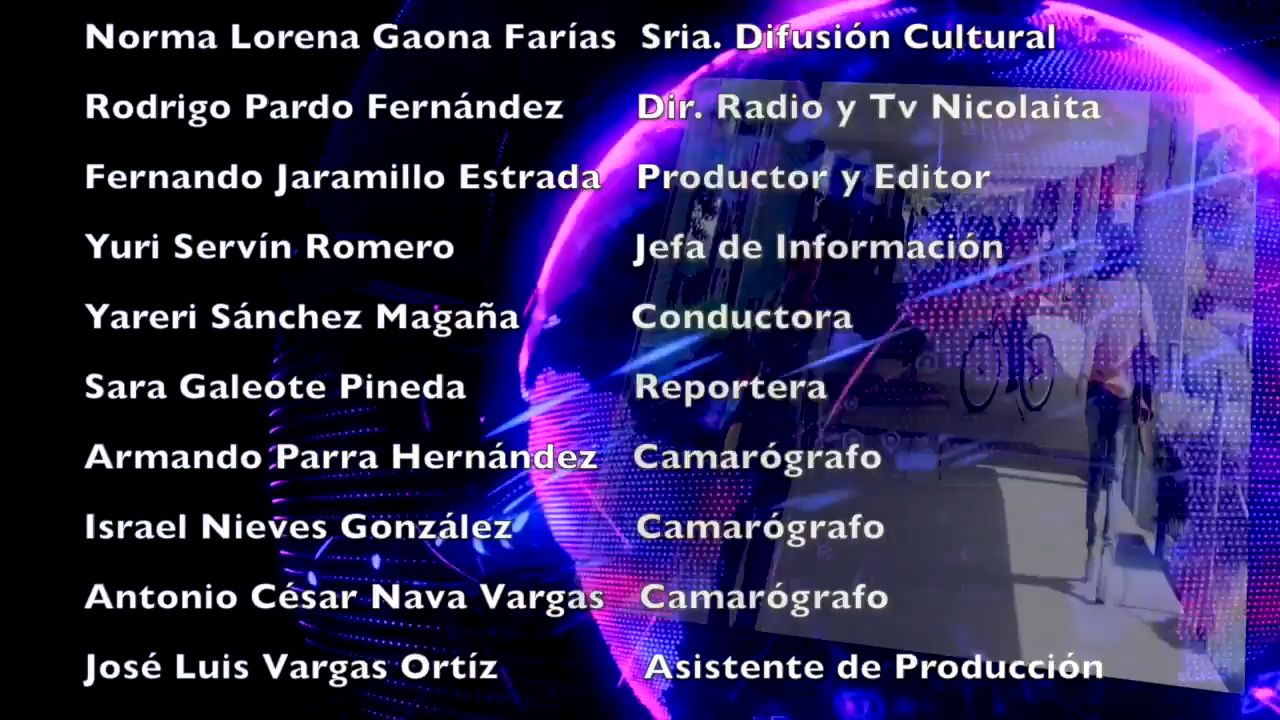 Norma Lorena Gaona Farías Sria. Difusión Cultural
Rodrigo Pardo Fernández Dir. Radio y Tv Nicolaita
Fernando Jaramillo Estrada Productor y Editor
Yuri Servín Romero Jefa de Información
Yareri Sánchez Magaña Conductora
Sara Galeote Pineda Reportera
Armando Parra Hernández Camarógrafo
Israel Nieves González Camarógrafo
Antonio César Nava Vargas Camarógrafo
José Luis Vargas Ortíz Asistente de Producción